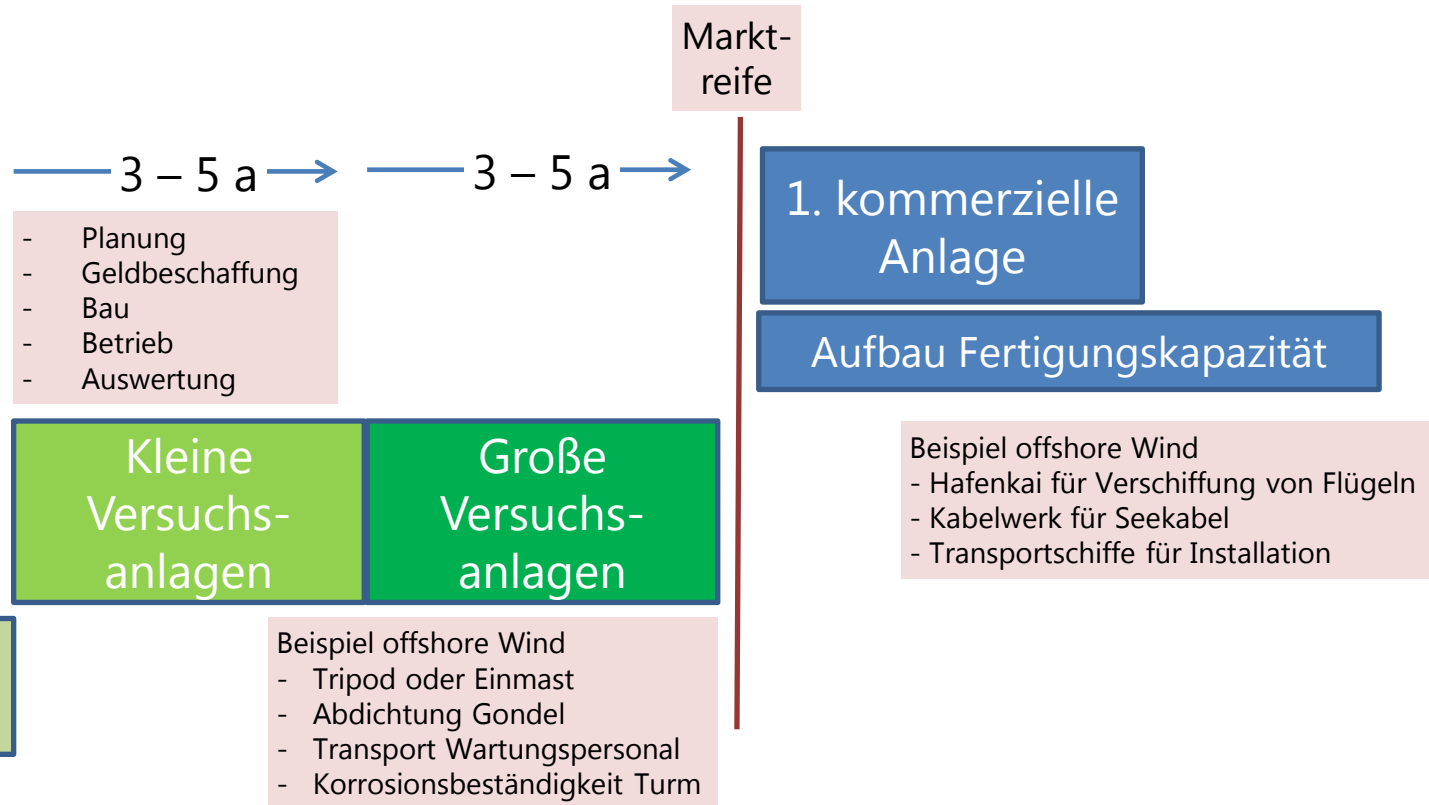 Markt-
reife
3 – 5 a
3 – 5 a
- Planung
- Geldbeschaffung
- Bau
- Betrieb
- Auswertung
1. kommerzielle
Anlage
Aufbau Fertigungskapazität
Kleine
Versuchs-
anlagen
Große
Versuchs-
anlagen
Beispiel offshore Wind
- Hafenkai für Verschiffung von Flügeln
- Kabelwerk für Seekabel
- Transportschiffe für Installation
Beispiel offshore Wind
- Tripod oder Einmast
- Abdichtung Gondel
- Transport Wartungspersonal
- Korrosionsbeständigkeit Turm